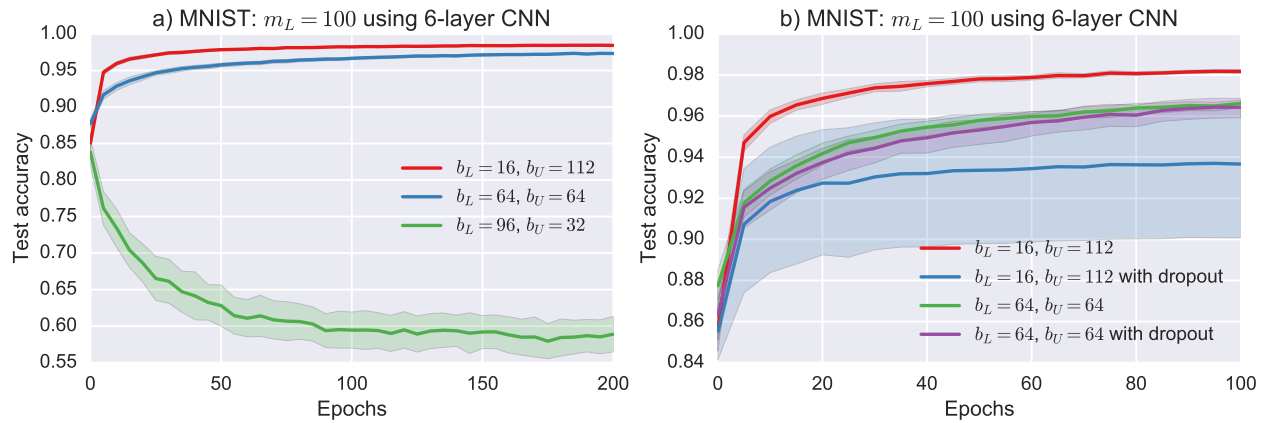 a) MNIST: m_L = 100 using 6-layer CNN
Test accuracy
1.00
0.95
0.90
0.85
0.80
0.75
0.70
0.65
0.60
0.55
b_L = 16, b_U = 112
b_L = 64, b_U = 64
b_L = 96, b_U = 32
0 50 100 150 200
Epochs
b) MNIST: m_L = 100 using 6-layer CNN
Test accuracy
1.00
0.98
0.96
0.94
0.92
0.90
0.88
0.86
0.84
b_L = 16, b_U = 112
b_L = 16, b_U = 112 with dropout
b_L = 64, b_U = 64
b_L = 64, b_U = 64 with dropout
0 20 40 60 80 100
Epochs